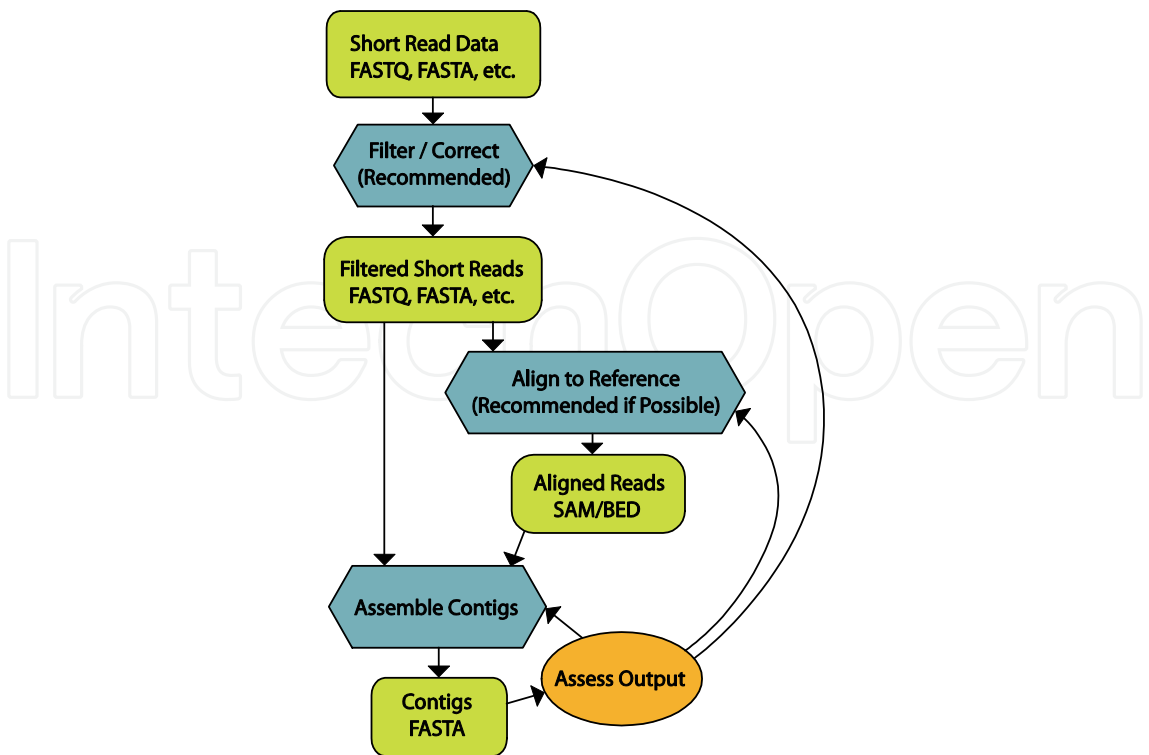 Short Read Data
FASTQ, FASTA, etc.
Filter / Correct
(Recommended)
Filtered Short Reads
FASTQ, FASTA, etc.
Align to Reference
(Recommended if Possible)
Aligned Reads
SAM/BED
Assemble Contigs
Assess Output
Contigs
FASTA
IntechOpen